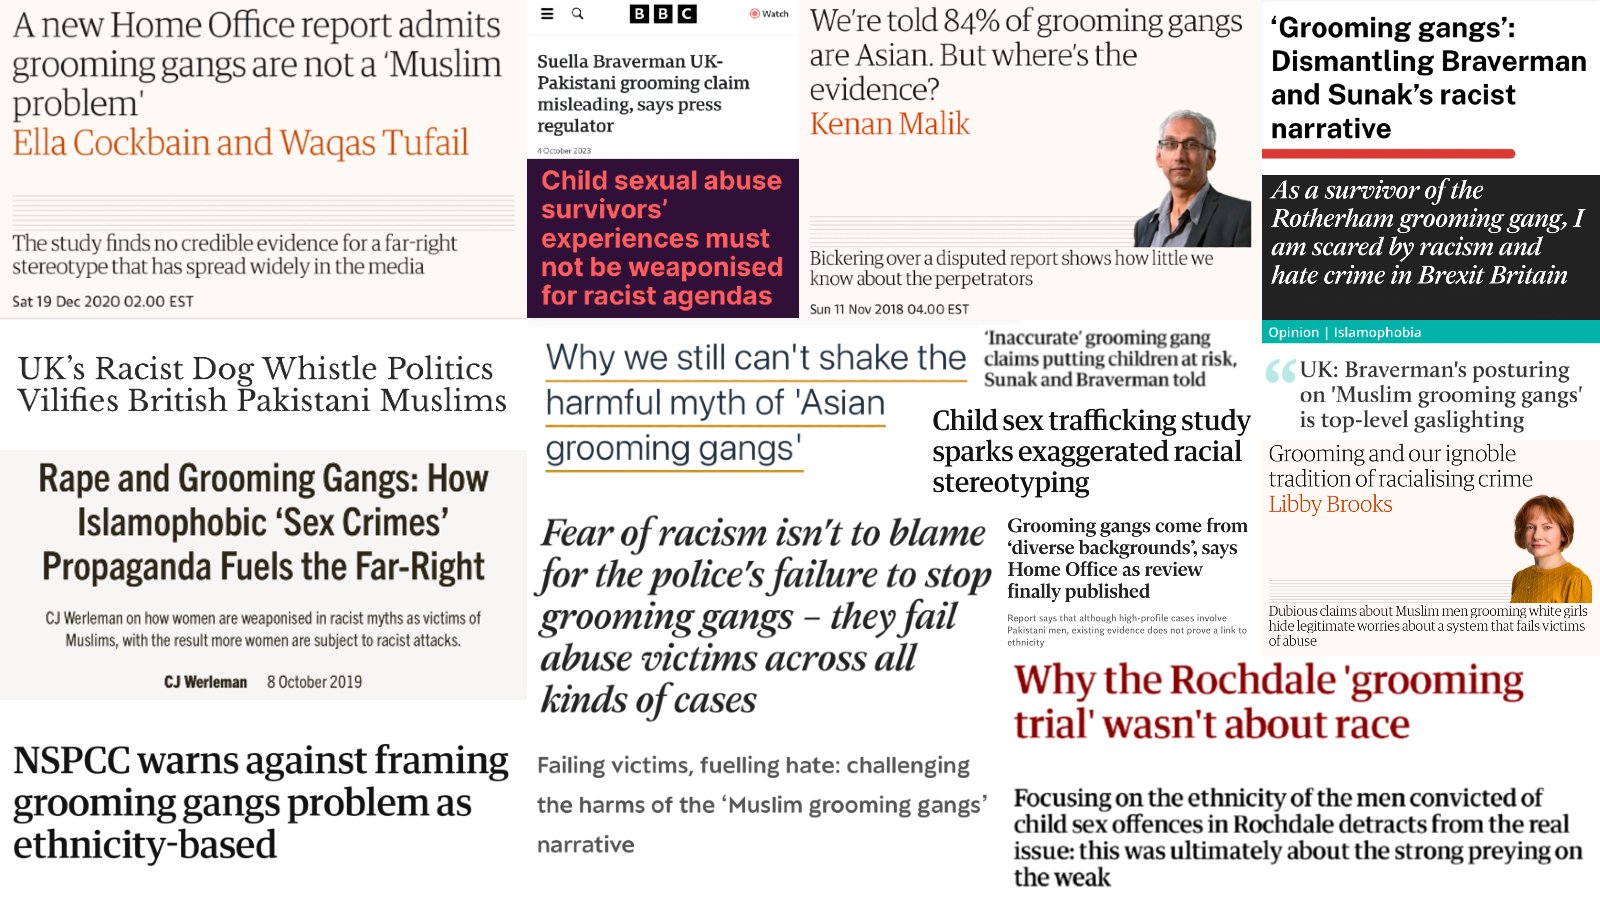 A new Home Office report admits
grooming gangs are not a ‘Muslim
problem'
Ella Cockbain and Waqas Tufail
The study finds no credible evidence for a far-right
stereotype that has spread widely in the media
Sat 19 Dec 2020 02.00 EST
BBC
Watch
Suella Braverman UK-
Pakistani grooming claim
misleading, says press
regulator
4 October 2023
Child sexual abuse
survivors’
experiences must
not be weaponised
for racist agendas
We’re told 84% of grooming gangs
are Asian. But where’s the
evidence?
Kenan Malik
Bickering over a disputed report shows how little we
know about the perpetrators
Sun 11 Nov 2018 04.00 EST
‘Grooming gangs’:
Dismantling Braverman
and Sunak’s racist
narrative
As a survivor of the
Rotherham grooming gang, I
am scared by racism and
hate crime in Brexit Britain
Opinion | Islamophobia
“UK: Braverman's posturing
on 'Muslim grooming gangs'
is top-level gaslighting
UK’s Racist Dog Whistle Politics
Vilifies British Pakistani Muslims
Why we still can't shake the
harmful myth of 'Asian
grooming gangs'
‘Inaccurate’ grooming gang
claims putting children at risk,
Sunak and Braverman told
Child sex trafficking study
sparks exaggerated racial
stereotyping
Grooming and our ignoble
tradition of racialising crime
Libby Brooks
Dubious claims about Muslim men grooming white girls
hide legitimate worries about a system that fails victims
of abuse
Rape and Grooming Gangs: How
Islamophobic ‘Sex Crimes’
Propaganda Fuels the Far-Right
CJ Werleman on how women are weaponised in racist myths as victims of
Muslims, with the result more women are subject to racist attacks.
CJ Werleman 8 October 2019
Fear of racism isn’t to blame
for the police’s failure to stop
grooming gangs – they fail
abuse victims across all
kinds of cases
Grooming gangs come from
‘diverse backgrounds’, says
Home Office as review
finally published
Report says that although high-profile cases involve
Pakistani men, existing evidence does not prove a link to
ethnicity
Why the Rochdale 'grooming
trial' wasn't about race
Focusing on the ethnicity of the men convicted of
child sex offences in Rochdale detracts from the real
issue: this was ultimately about the strong preying on
the weak
NSPCC warns against framing
grooming gangs problem as
ethnicity-based
Failing victims, fuelling hate: challenging
the harms of the ‘Muslim grooming gangs’
narrative